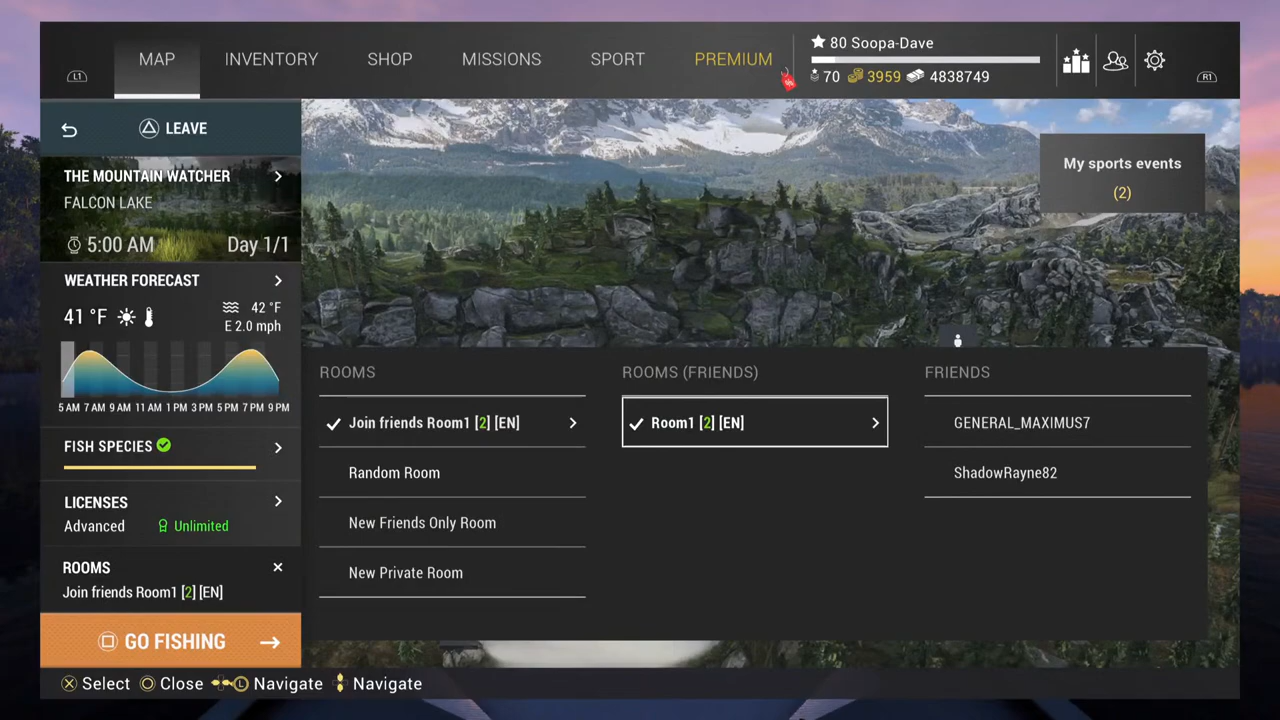 L1
MAP
INVENTORY
SHOP
MISSIONS
SPORT
PREMIUM
80 Soopa-Dave
70 3959 4838749
R1
LEAVE
THE MOUNTAIN WATCHER
FALCON LAKE
5:00 AM Day 1/1
My sports events
(2)
WEATHER FORECAST
41 °F 42 °F
E 2.0 mph
5 AM 7 AM 9 AM 11 AM 1 PM 3 PM 5 PM 7 PM 9 PM
FISH SPECIES
LICENSES
Advanced Unlimited
ROOMS
Join friends Room1 [2] [EN]
GO FISHING
ROOMS
Join friends Room1 [2] [EN]
Random Room
New Friends Only Room
New Private Room
ROOMS (FRIENDS)
Room1 [2] [EN]
FRIENDS
GENERAL_MAXIMUS7
ShadowRayne82
Select Close L Navigate Navigate